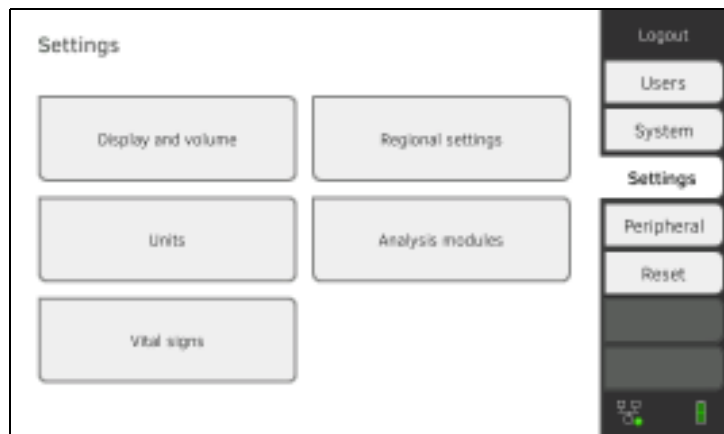 Settings
Display and volume
Regional settings
Units
Analysis modules
Vital signs
Logout
Users
System
Settings
Peripheral
Reset